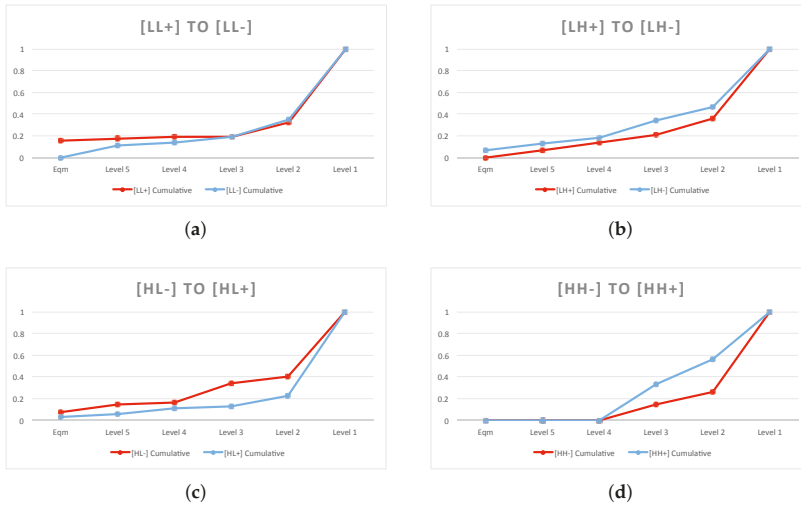 [LL+] TO [LL-]
1
0.8
0.6
0.4
0.2
0
Eqm Level 5 Level 4 Level 3 Level 2 Level 1
[LL+] Cumulative [LL-] Cumulative
(a)
[LH+] TO [LH-]
1
0.8
0.6
0.4
0.2
0
Eqm Level 5 Level 4 Level 3 Level 2 Level 1
[LH+] Cumulative [LH-] Cumulative
(b)
[HL-] TO [HL+]
1
0.8
0.6
0.4
0.2
0
Eqm Level 5 Level 4 Level 3 Level 2 Level 1
[HL-] Cumulative [HL+] Cumulative
(c)
[HH-] TO [HH+]
1
0.8
0.6
0.4
0.2
0
Eqm Level 5 Level 4 Level 3 Level 2 Level 1
[HH-] Cumulative [HH+] Cumulative
(d)